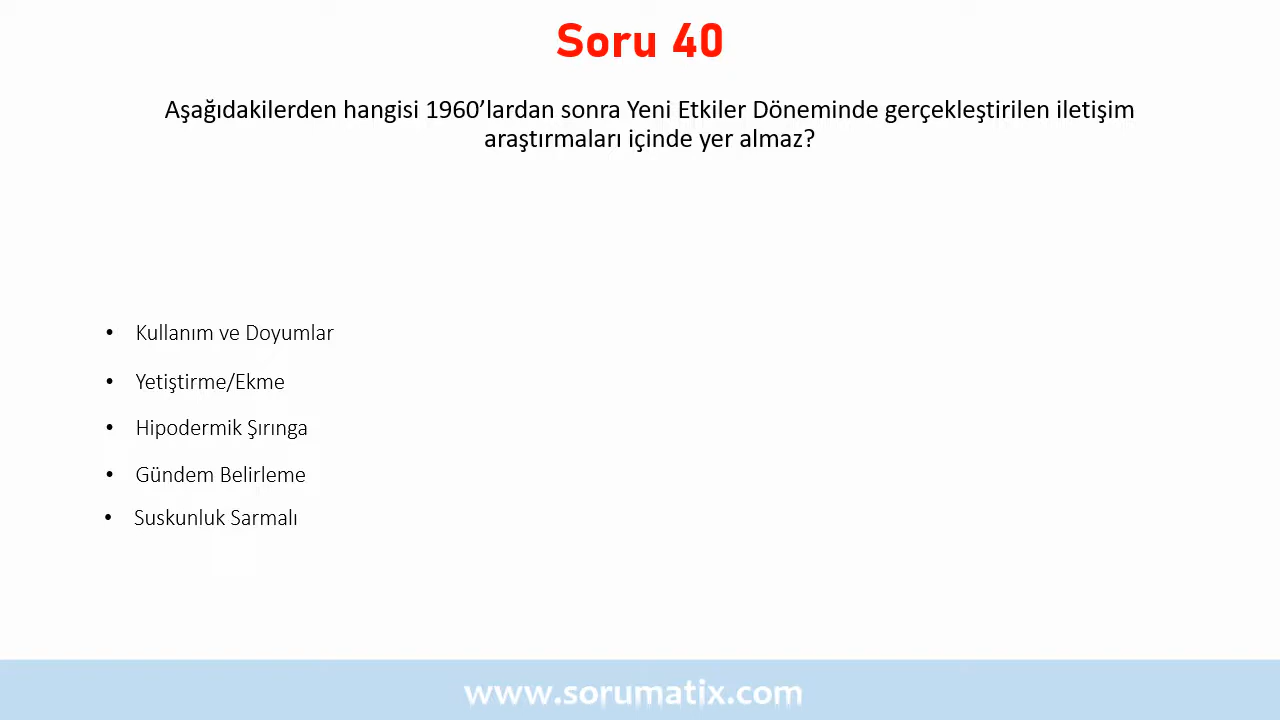 Soru 40
Aşağıdakilerden hangisi 1960’lardan sonra Yeni Etkiler Döneminde gerçekleştirilen iletişim
araştırmaları içinde yer almaz?
• Kullanım ve Doyumlar
• Yetiştirme/Ekme
• Hipodermik Şırınga
• Gündem Belirleme
• Suskunluk Sarmalı
www.sorumatix.com